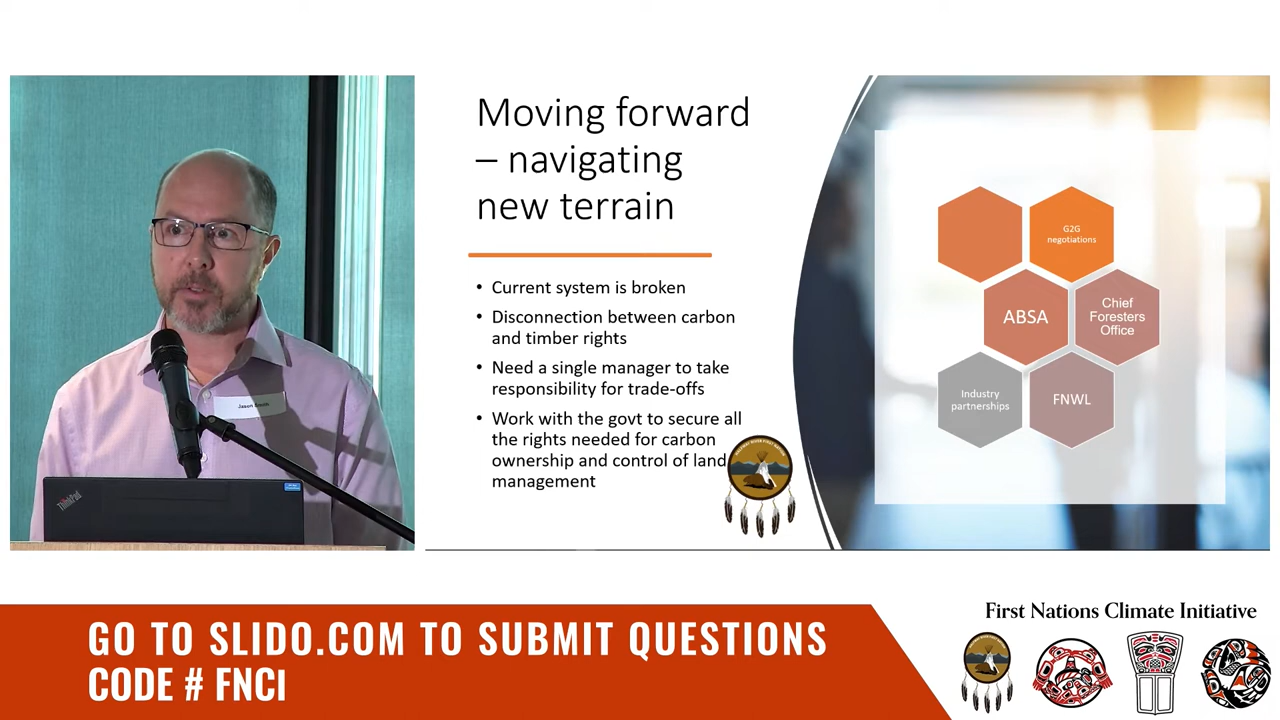 Moving forward
– navigating
new terrain
• Current system is broken
• Disconnection between carbon
and timber rights
• Need a single manager to take
responsibility for trade-offs
• Work with the govt to secure all
the rights needed for carbon
ownership and control of land
management
G2G
negotiations
ABSA
Chief
Foresters
Office
Industry
partnerships
FNWL
ThinkPad
GO TO SLIDO.COM TO SUBMIT QUESTIONS
CODE # FNCI
First Nations Climate Initiative